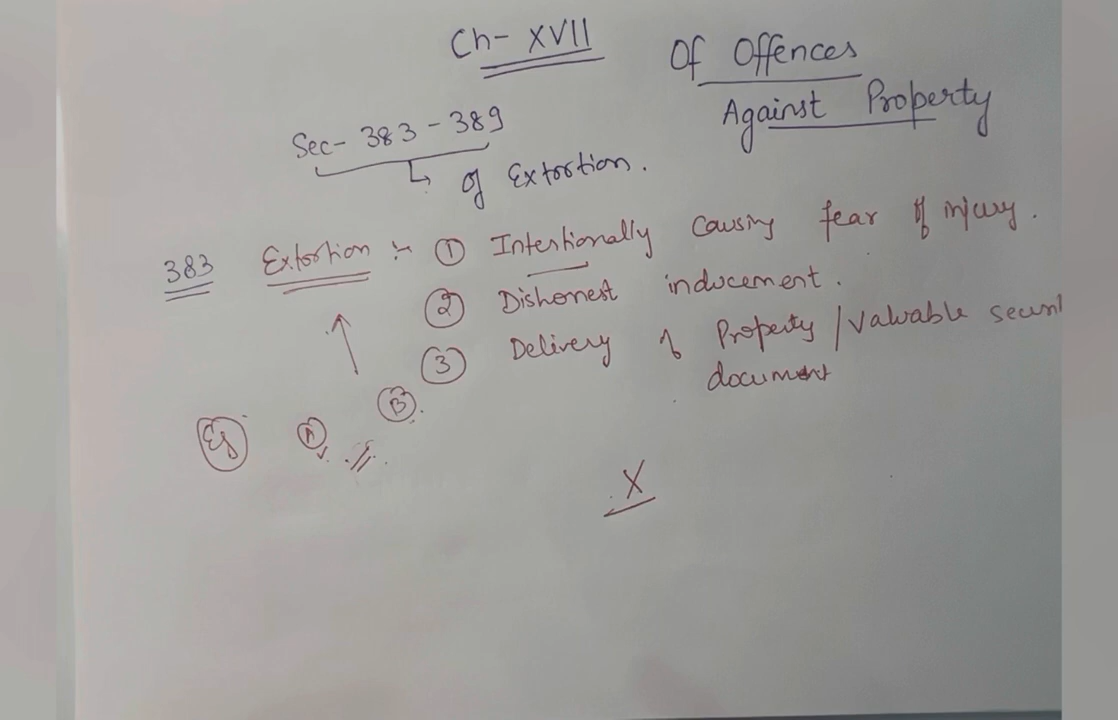 Ch- XVII
Of Offences
Against Property
Sec- 383 - 389
↳ of Extortion.
383 Extortion :- ① Intentionally causing fear of injury.
② Dishonest inducement.
③ Delivery of Property / Valuable securit
document
Eg A B
X